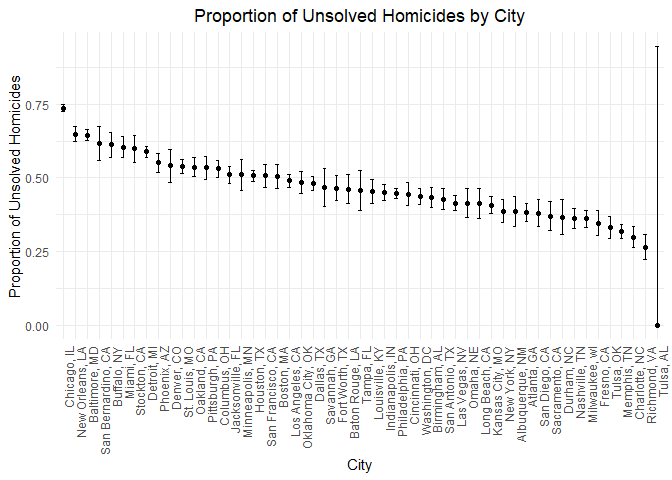 Proportion of Unsolved Homicides by City
Proportion of Unsolved Homicides
0.75
0.50
0.25
0.00
Chicago, IL
New Orleans, LA
Baltimore, MD
San Bernardino, CA
Buffalo, NY
Miami, FL
Stockton, CA
Detroit, MI
Phoenix, AZ
Denver, CO
St. Louis, MO
Oakland, CA
Pittsburgh, PA
Columbus, OH
Jacksonville, FL
Minneapolis, MN
Houston, TX
San Francisco, CA
Boston, MA
Los Angeles, CA
Oklahoma City, OK
Dallas, TX
Savannah, GA
Fort Worth, TX
Baton Rouge, LA
Tampa, FL
Louisville, KY
Indianapolis, IN
Philadelphia, PA
Cincinnati, OH
Washington, DC
Birmingham, AL
San Antonio, TX
Las Vegas, NV
Omaha, NE
Long Beach, CA
Kansas City, MO
New York, NY
Albuquerque, NM
Atlanta, GA
San Diego, CA
Sacramento, CA
Durham, NC
Nashville, TN
Milwaukee, wI
Fresno, CA
Tulsa, OK
Memphis, TN
Charlotte, NC
Richmond, VA
Tulsa, AL
City